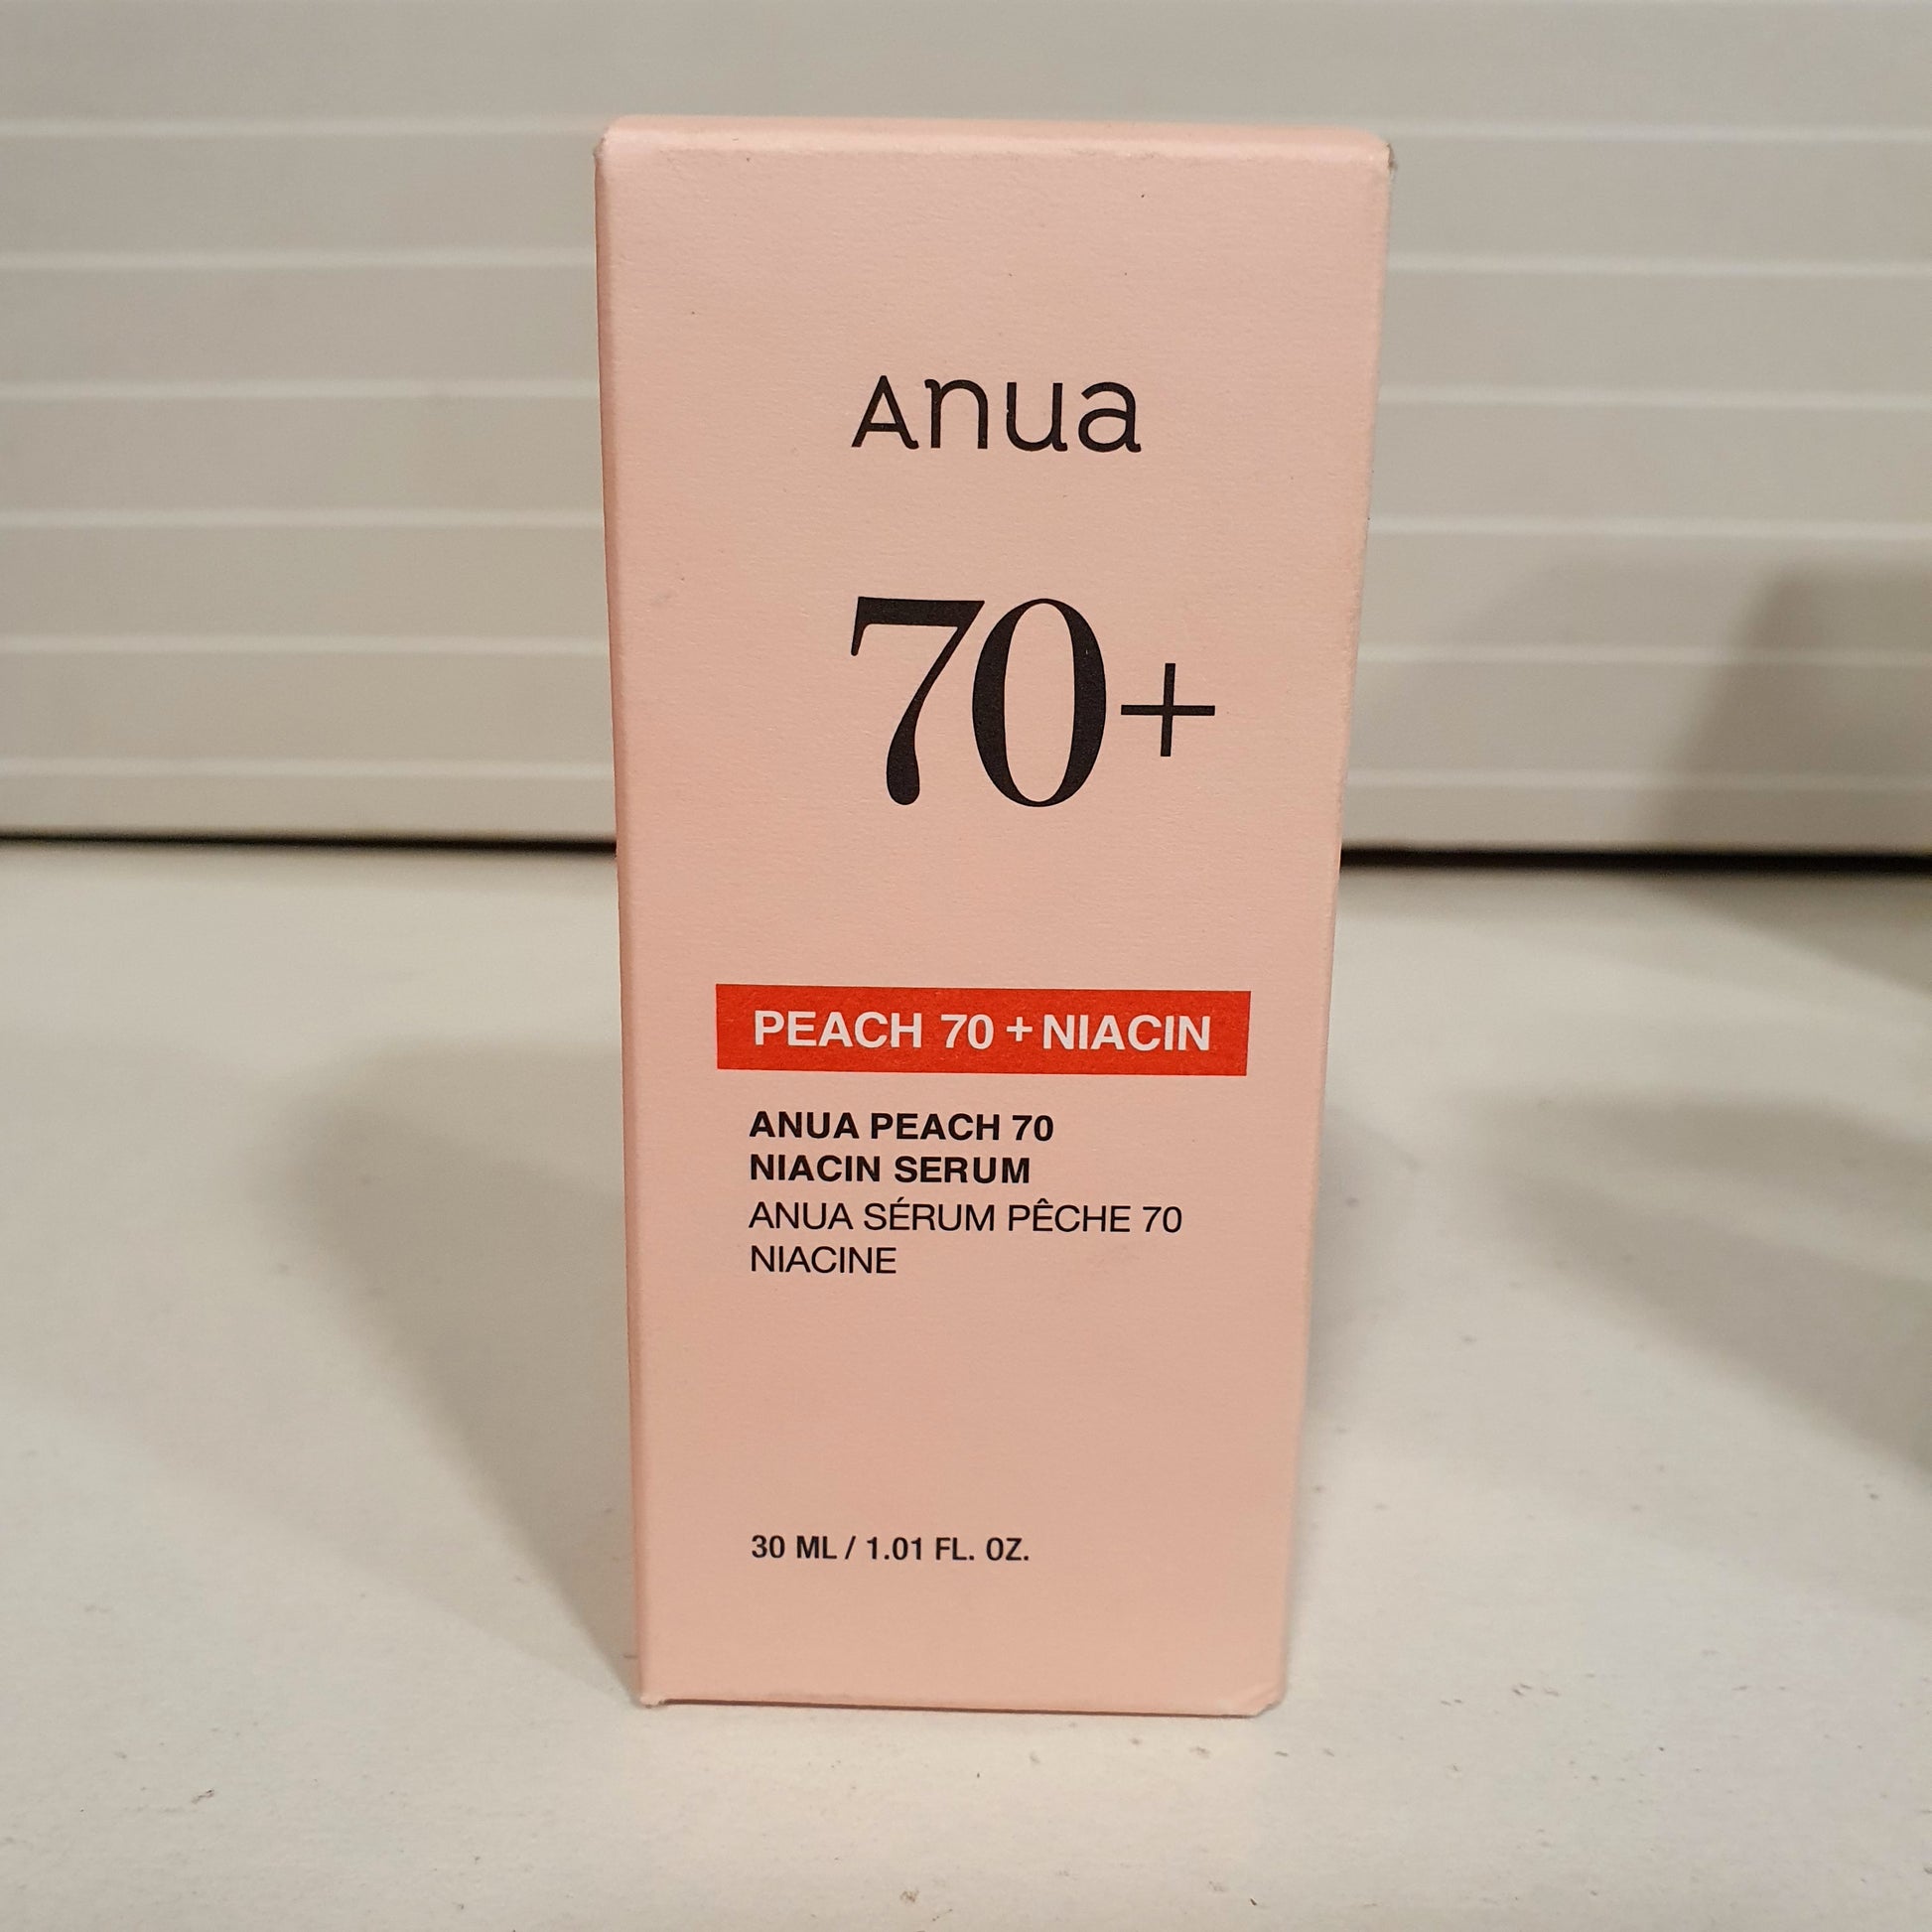 Anua
70+
PEACH 70 + NIACIN
ANUA PEACH 70
NIACIN SERUM
ANUA SÉRUM PÊCHE 70
NIACINE
30 ML / 1.01 FL. OZ.